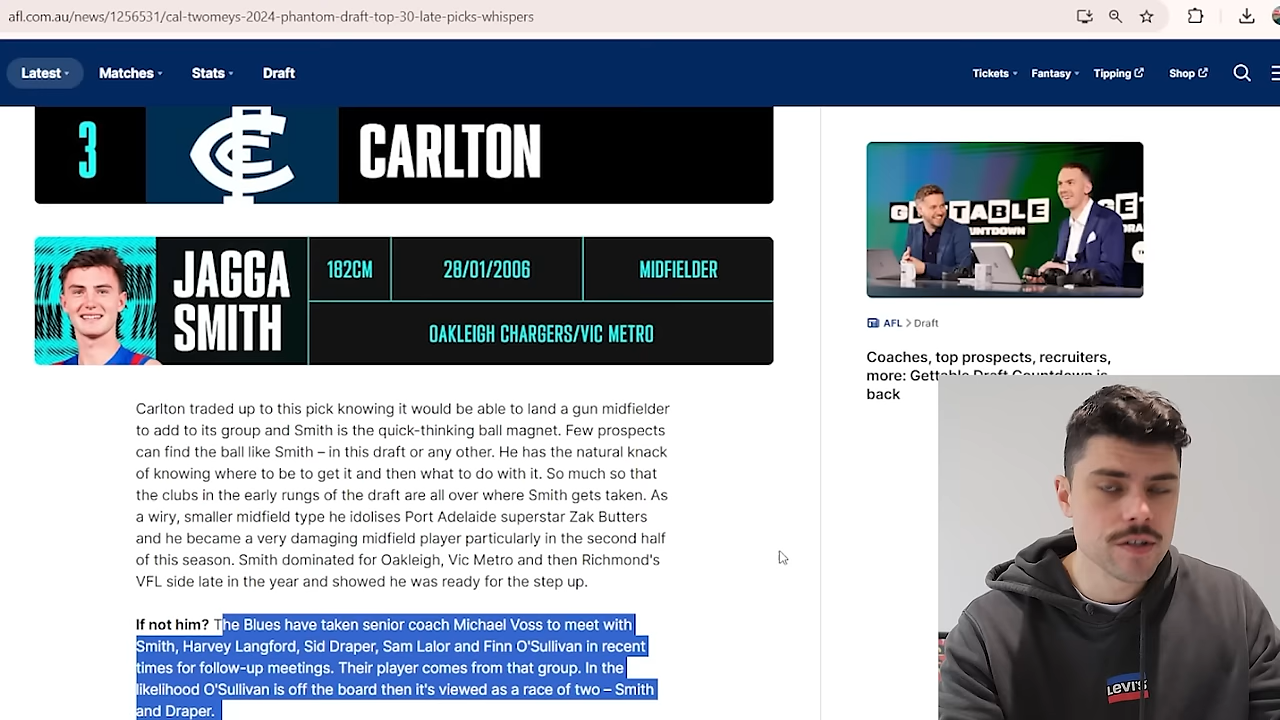 afl.com.au/news/1256531/cal-twomeys-2024-phantom-draft-top-30-late-picks-whispers
Latest Matches Stats Draft Tickets Fantasy Tipping Shop
3 CARLTON
JAGGA
SMITH
182CM 28/01/2006 MIDFIELDER
OAKLEIGH CHARGERS/VIC METRO
Carlton traded up to this pick knowing it would be able to land a gun midfielder
to add to its group and Smith is the quick-thinking ball magnet. Few prospects
can find the ball like Smith – in this draft or any other. He has the natural knack
of knowing where to be to get it and then what to do with it. So much so that
the clubs in the early rungs of the draft are all over where Smith gets taken. As
a wiry, smaller midfield type he idolises Port Adelaide superstar Zak Butters
and he became a very damaging midfield player particularly in the second half
of this season. Smith dominated for Oakleigh, Vic Metro and then Richmond's
VFL side late in the year and showed he was ready for the step up.
If not him? The Blues have taken senior coach Michael Voss to meet with
Smith, Harvey Langford, Sid Draper, Sam Lalor and Finn O'Sullivan in recent
times for follow-up meetings. Their player comes from that group. In the
likelihood O'Sullivan is off the board then it's viewed as a race of two – Smith
and Draper.
AFL > Draft
Coaches, top prospects, recruiters,
more: Gettable Draft Countdown is
back
LEVI'S